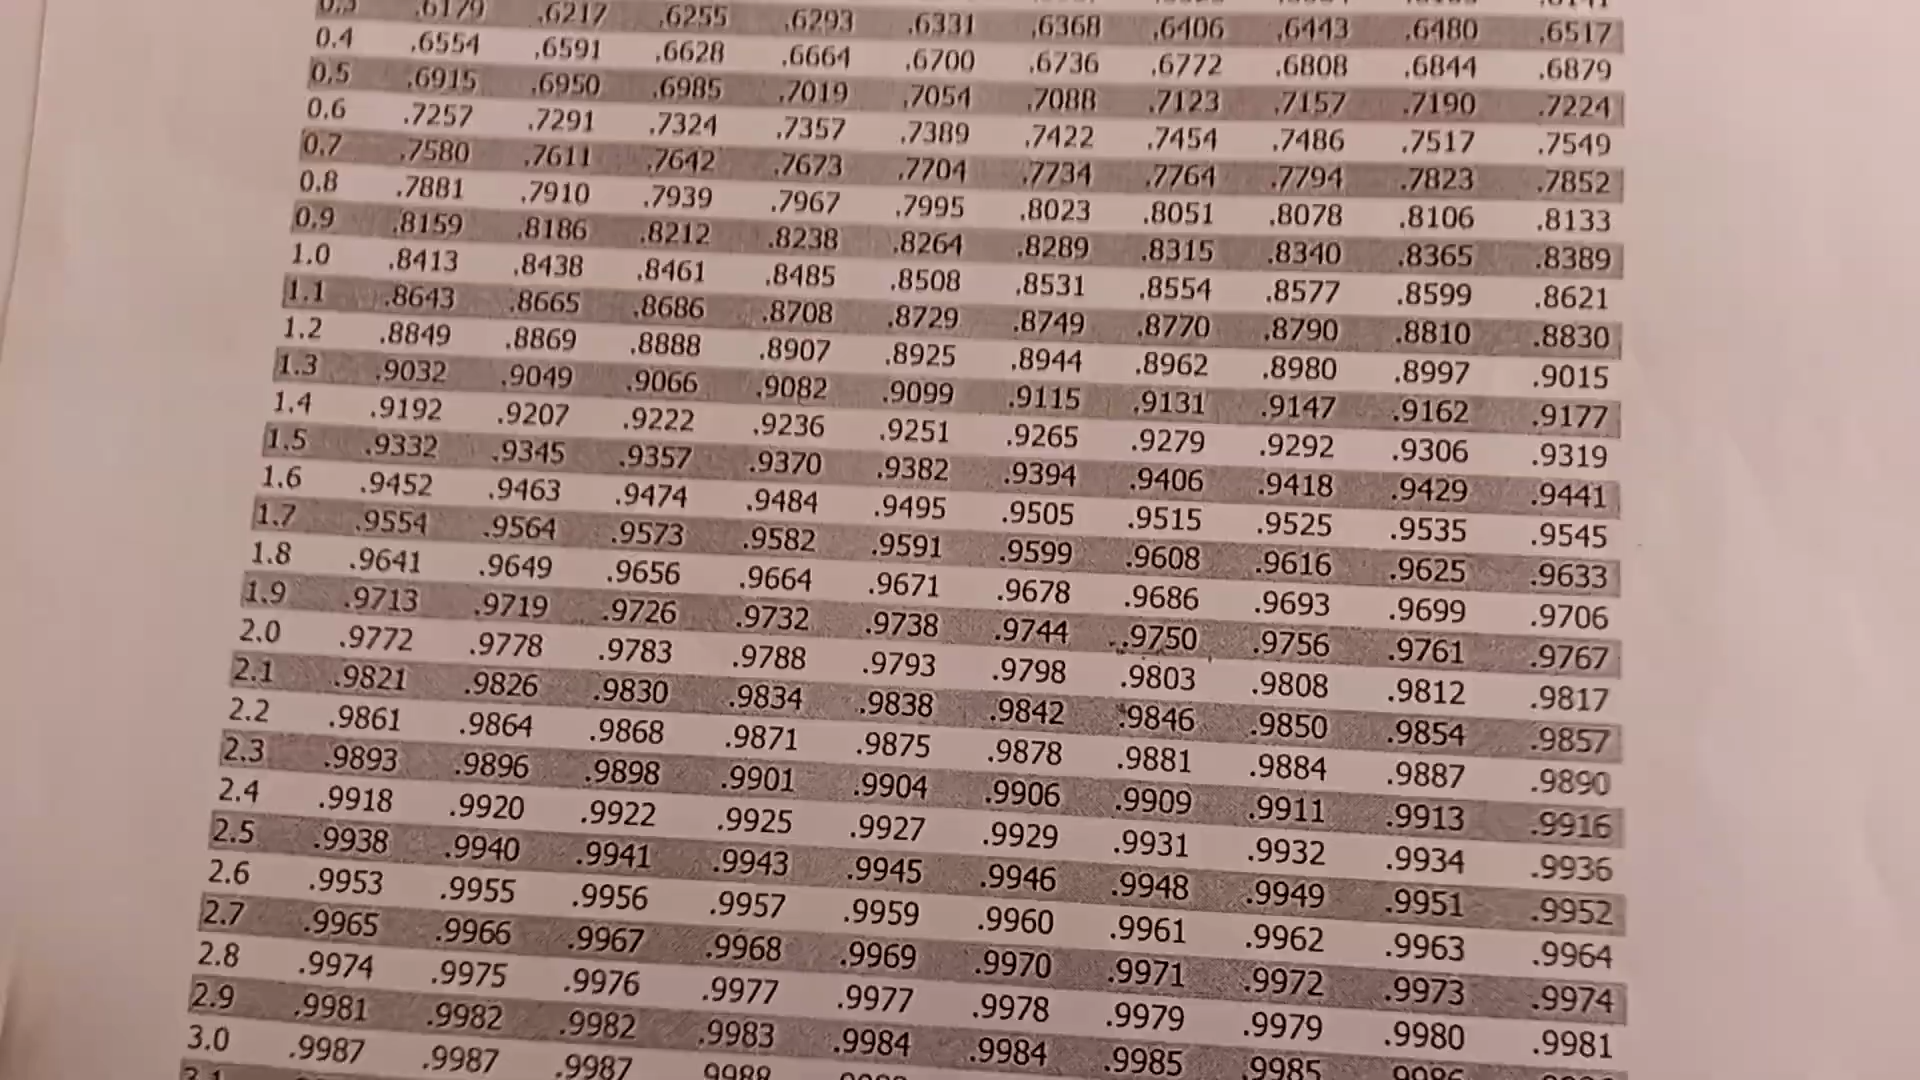 0.3 .6179 .6217 .6255 .6293 .6331 .6368 .6406 .6443 .6480 .6517
0.4 .6554 .6591 .6628 .6664 .6700 .6736 .6772 .6808 .6844 .6879
0.5 .6915 .6950 .6985 .7019 .7054 .7088 .7123 .7157 .7190 .7224
0.6 .7257 .7291 .7324 .7357 .7389 .7422 .7454 .7486 .7517 .7549
0.7 .7580 .7611 .7642 .7673 .7704 .7734 .7764 .7794 .7823 .7852
0.8 .7881 .7910 .7939 .7967 .7995 .8023 .8051 .8078 .8106 .8133
0.9 .8159 .8186 .8212 .8238 .8264 .8289 .8315 .8340 .8365 .8389
1.0 .8413 .8438 .8461 .8485 .8508 .8531 .8554 .8577 .8599 .8621
1.1 .8643 .8665 .8686 .8708 .8729 .8749 .8770 .8790 .8810 .8830
1.2 .8849 .8869 .8888 .8907 .8925 .8944 .8962 .8980 .8997 .9015
1.3 .9032 .9049 .9066 .9082 .9099 .9115 .9131 .9147 .9162 .9177
1.4 .9192 .9207 .9222 .9236 .9251 .9265 .9279 .9292 .9306 .9319
1.5 .9332 .9345 .9357 .9370 .9382 .9394 .9406 .9418 .9429 .9441
1.6 .9452 .9463 .9474 .9484 .9495 .9505 .9515 .9525 .9535 .9545
1.7 .9554 .9564 .9573 .9582 .9591 .9599 .9608 .9616 .9625 .9633
1.8 .9641 .9649 .9656 .9664 .9671 .9678 .9686 .9693 .9699 .9706
1.9 .9713 .9719 .9726 .9732 .9738 .9744 .9750 .9756 .9761 .9767
2.0 .9772 .9778 .9783 .9788 .9793 .9798 .9803 .9808 .9812 .9817
2.1 .9821 .9826 .9830 .9834 .9838 .9842 .9846 .9850 .9854 .9857
2.2 .9861 .9864 .9868 .9871 .9875 .9878 .9881 .9884 .9887 .9890
2.3 .9893 .9896 .9898 .9901 .9904 .9906 .9909 .9911 .9913 .9916
2.4 .9918 .9920 .9922 .9925 .9927 .9929 .9931 .9932 .9934 .9936
2.5 .9938 .9940 .9941 .9943 .9945 .9946 .9948 .9949 .9951 .9952
2.6 .9953 .9955 .9956 .9957 .9959 .9960 .9961 .9962 .9963 .9964
2.7 .9965 .9966 .9967 .9968 .9969 .9970 .9971 .9972 .9973 .9974
2.8 .9974 .9975 .9976 .9977 .9977 .9978 .9979 .9979 .9980 .9981
2.9 .9981 .9982 .9982 .9983 .9984 .9984 .9985 .9985
3.0 .9987 .9987 .9987 .9988